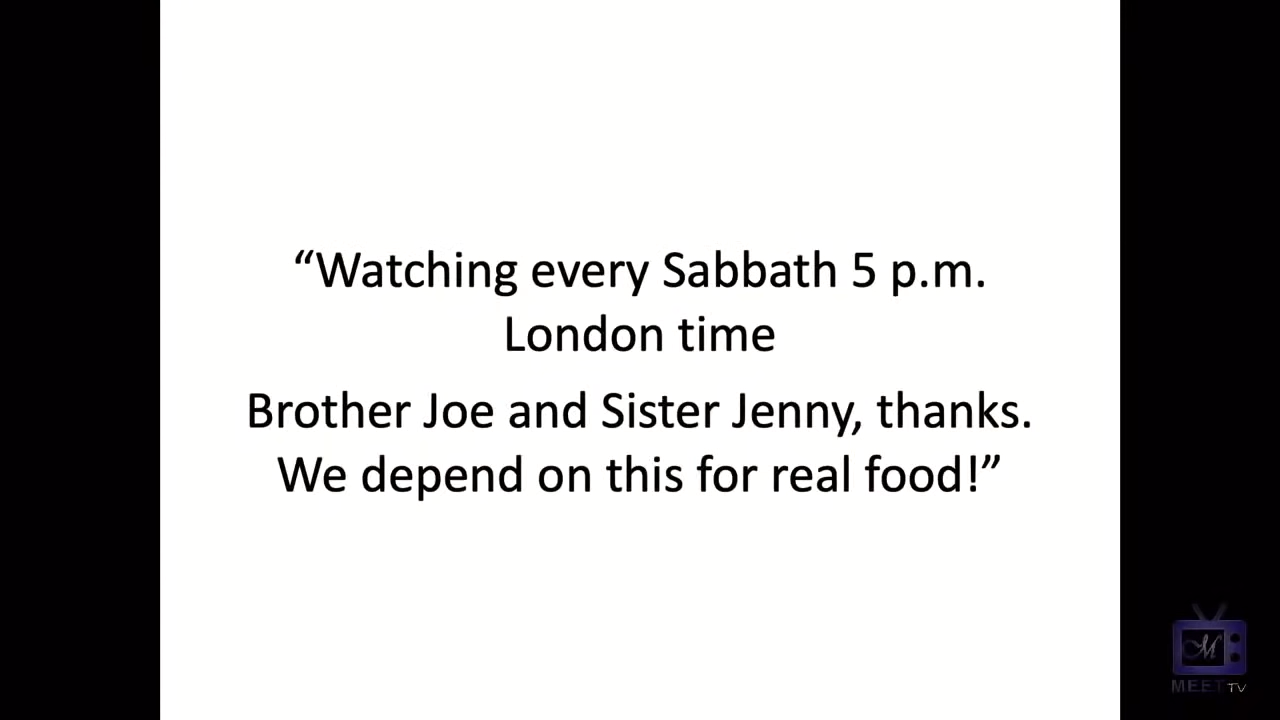 “Watching every Sabbath 5 p.m.
London time
Brother Joe and Sister Jenny, thanks.
We depend on this for real food!”
M
MEET TV